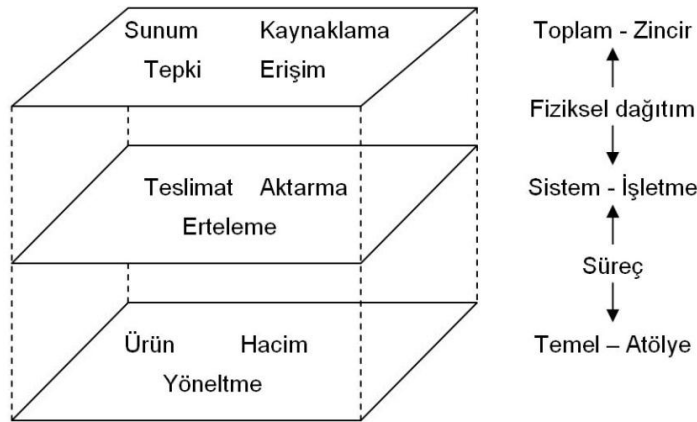 Sunum Kaynaklama
Tepki Erişim
Toplam - Zincir
Fiziksel dağıtım
Teslimat Aktarma
Erteleme
Sistem - İşletme
Süreç
Ürün Hacim
Yöneltme
Temel – Atölye